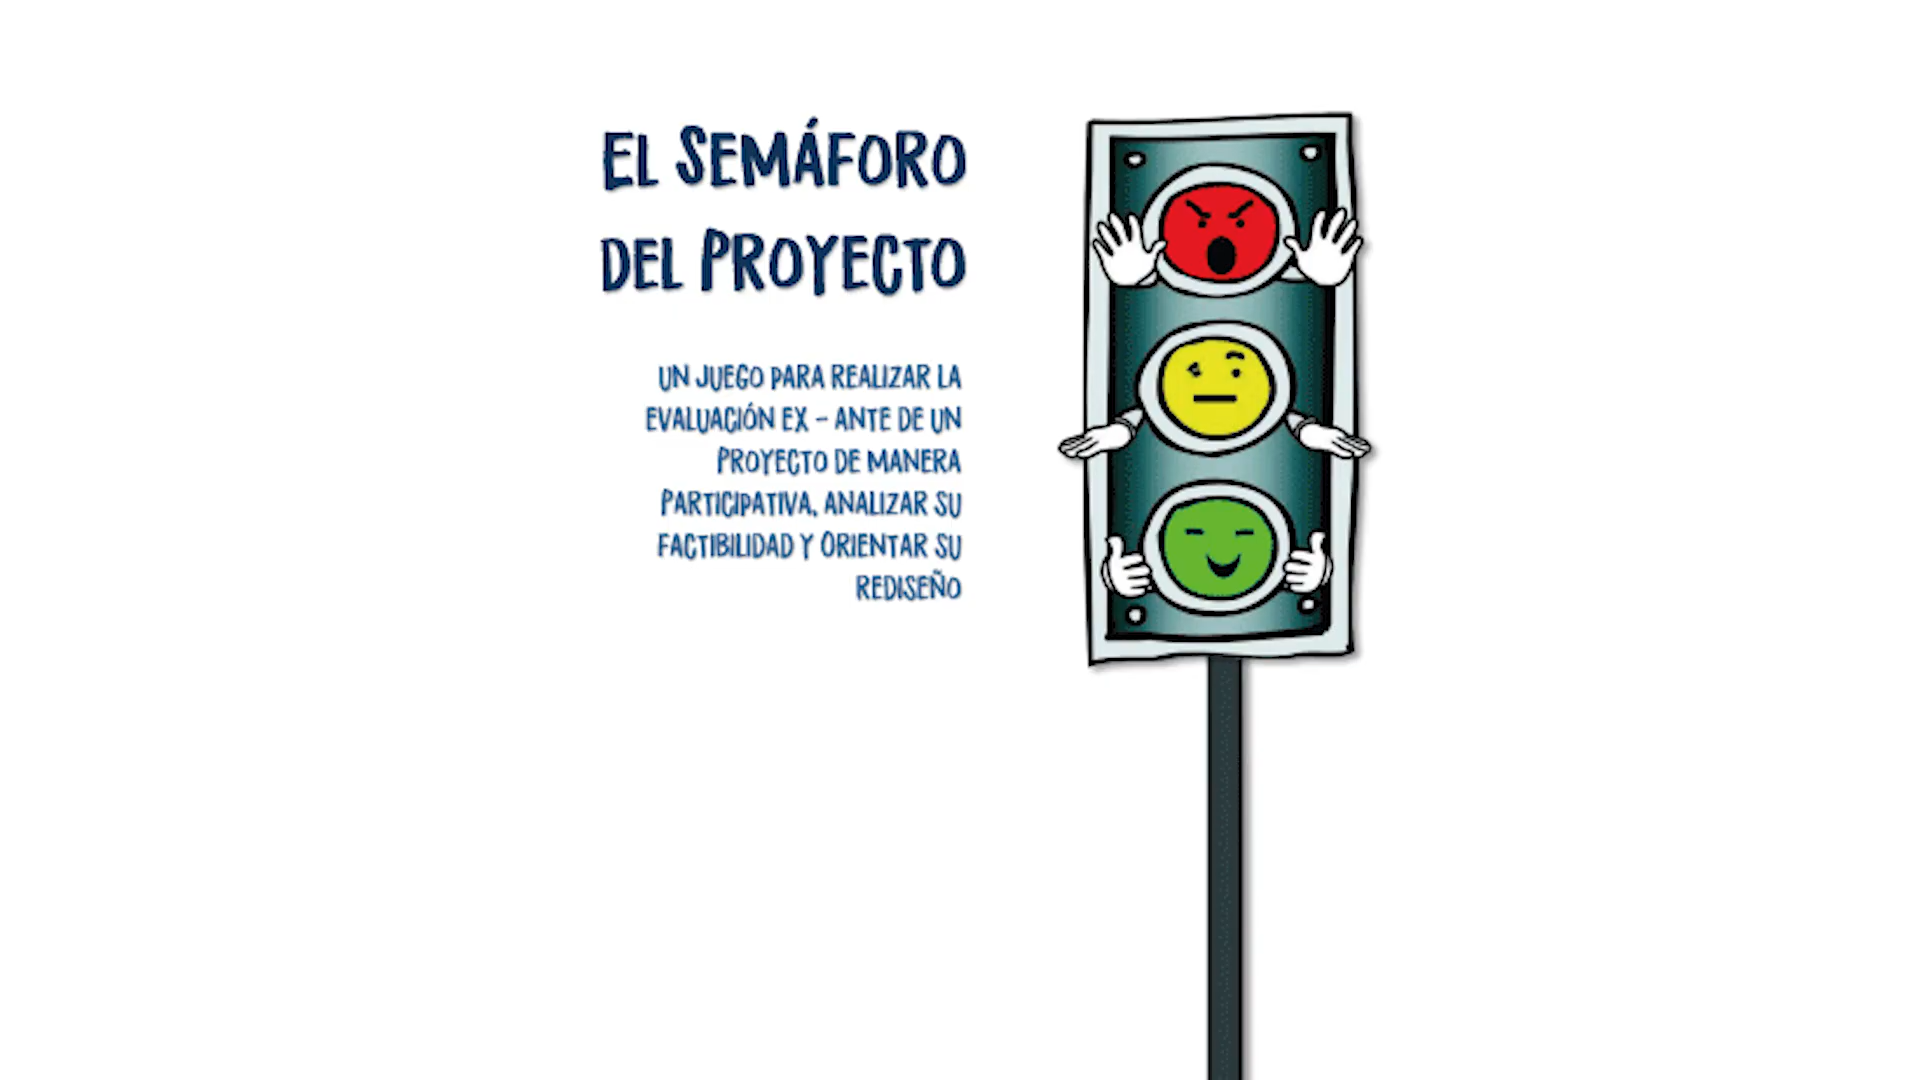 EL SEMÁFORO
DEL PROYECTO
UN JUEGO PARA REALIZAR LA
EVALUACIÓN EX - ANTE DE UN
PROYECTO DE MANERA
PARTICIPATIVA, ANALIZAR SU
FACTIBILIDAD Y ORIENTAR SU
REDISEÑO